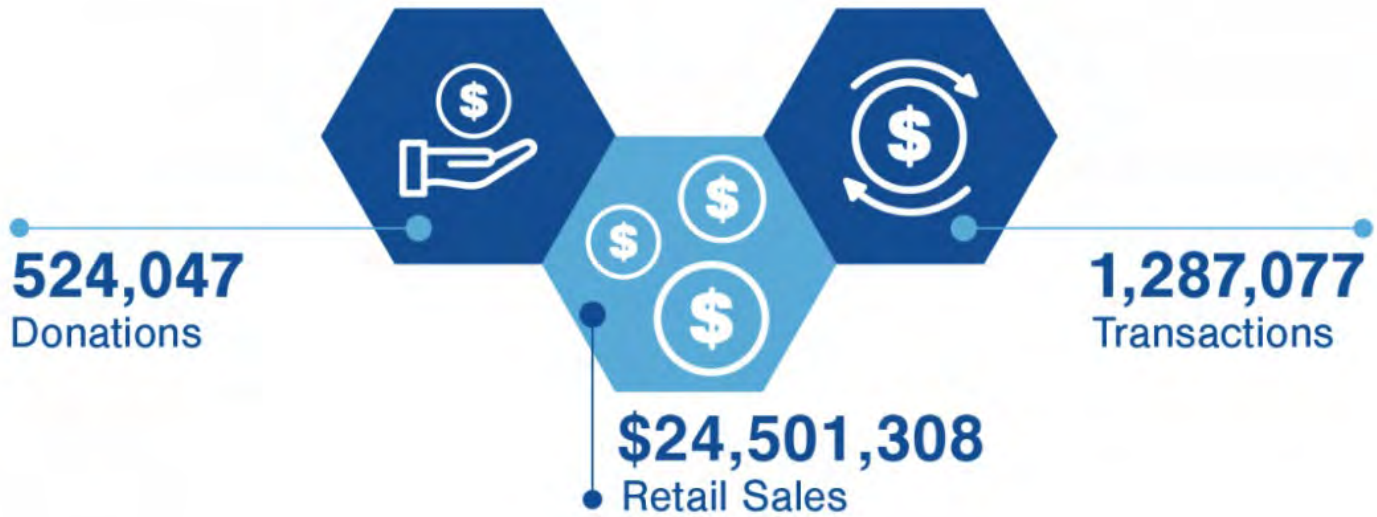 $
$
$
$
$
524,047
Donations
1,287,077
Transactions
$24,501,308
Retail Sales